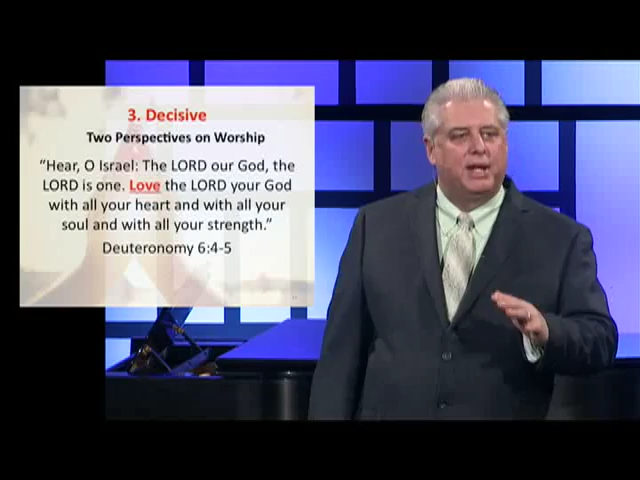 3. Decisive
Two Perspectives on Worship
“Hear, O Israel: The LORD our God, the
LORD is one. Love the LORD your God
with all your heart and with all your
soul and with all your strength.”
Deuteronomy 6:4-5